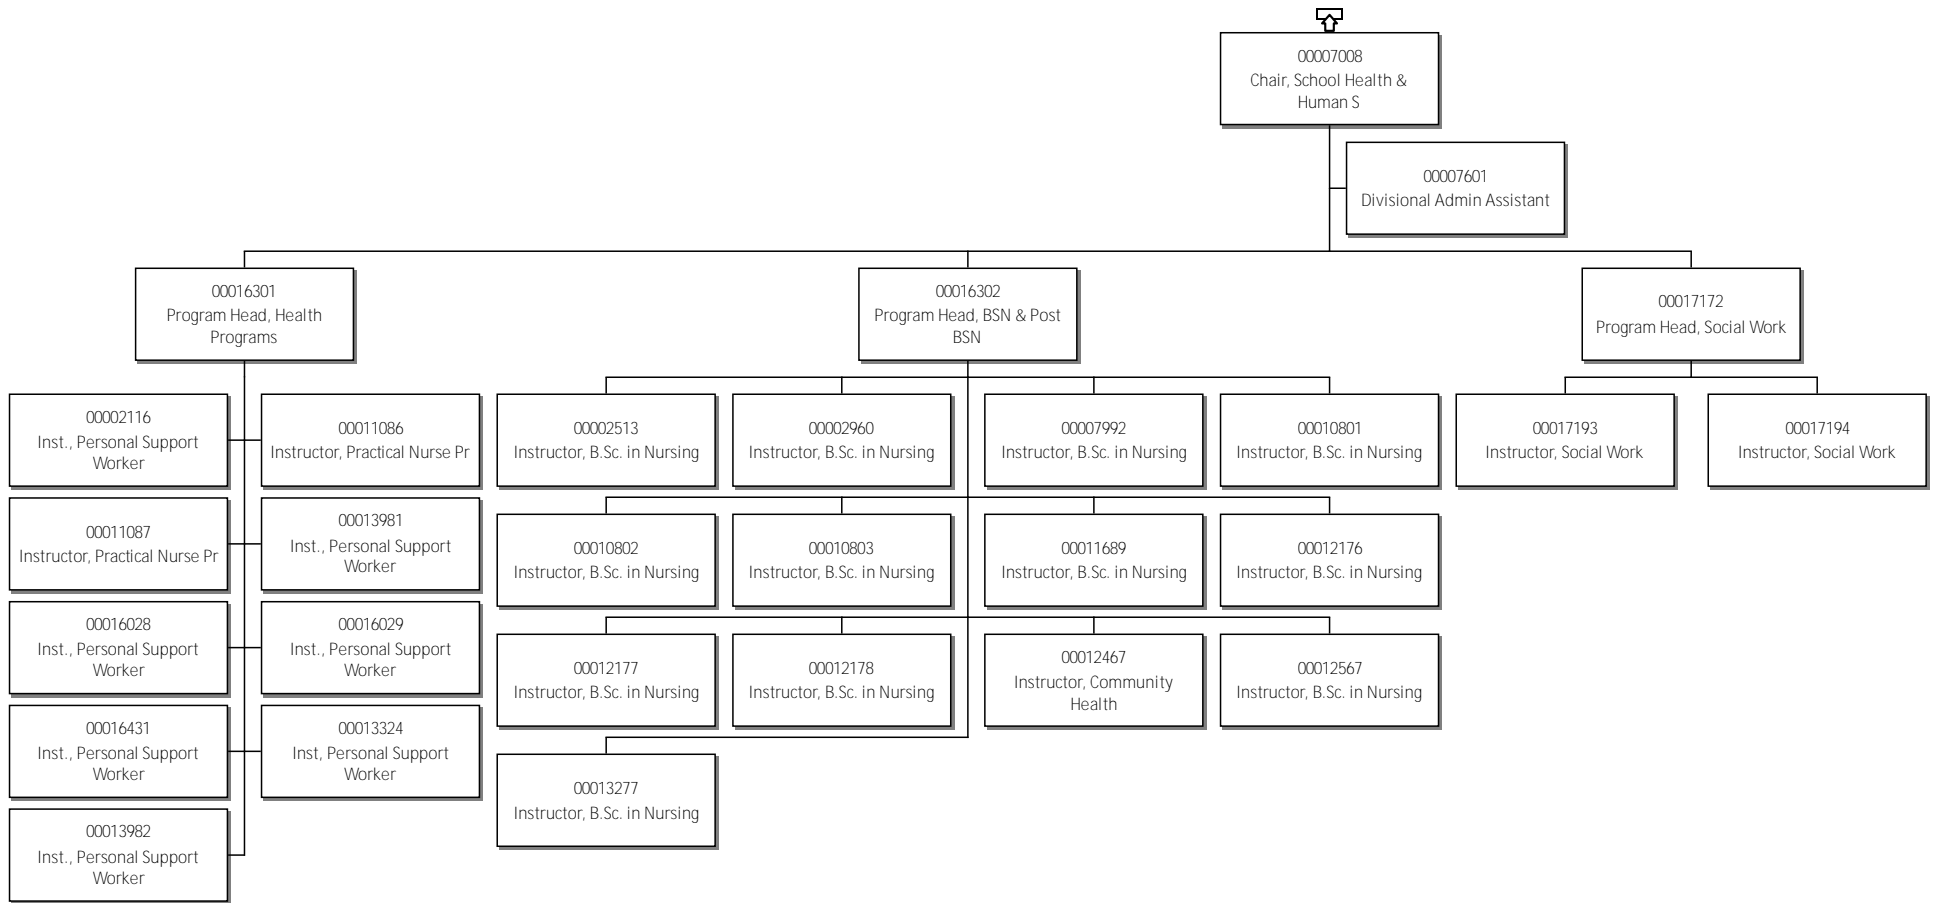 00007008
Chair, School Health &
Human S
00007601
Divisional Admin Assistant
00016301
Program Head, Health
Programs
00016302
Program Head, BSN & Post
BSN
00017172
Program Head, Social Work
00002116
Inst., Personal Support
Worker
00011086
Instructor, Practical Nurse Pr
00002513
Instructor, B.Sc. in Nursing
00002960
Instructor, B.Sc. in Nursing
00007992
Instructor, B.Sc. in Nursing
00010801
Instructor, B.Sc. in Nursing
00017193
Instructor, Social Work
00017194
Instructor, Social Work
00011087
Instructor, Practical Nurse Pr
00013981
Inst., Personal Support
Worker
00010802
Instructor, B.Sc. in Nursing
00010803
Instructor, B.Sc. in Nursing
00011689
Instructor, B.Sc. in Nursing
00012176
Instructor, B.Sc. in Nursing
00016028
Inst., Personal Support
Worker
00016029
Inst., Personal Support
Worker
00012177
Instructor, B.Sc. in Nursing
00012178
Instructor, B.Sc. in Nursing
00012467
Instructor, Community
Health
00012567
Instructor, B.Sc. in Nursing
00016431
Inst., Personal Support
Worker
00013324
Inst, Personal Support
Worker
00013277
Instructor, B.Sc. in Nursing
00013982
Inst., Personal Support
Worker